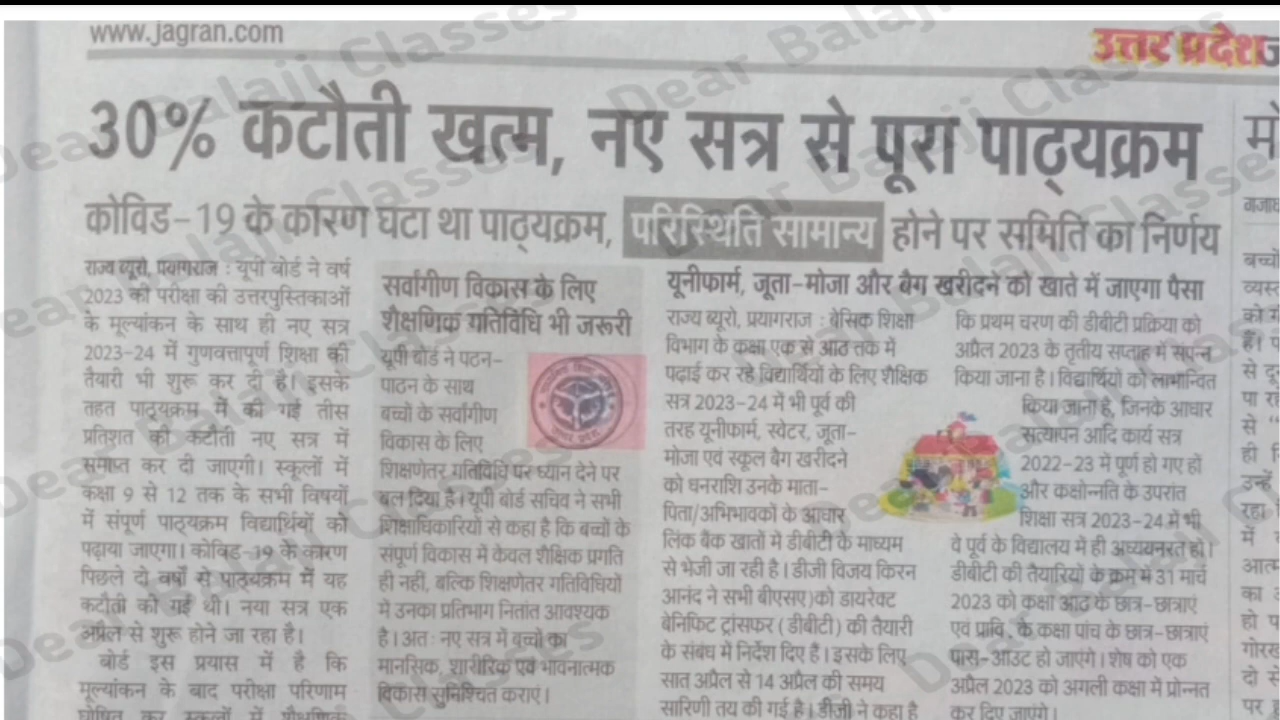 www.jagran.com
उत्तर प्रदेश
30% कटौती खत्म, नए सत्र से पूरा पाठ्यक्रम
कोविड-19 के कारण घटा था पाठ्यक्रम, परिस्थिति सामान्य होने पर समिति का निर्णय
राज्य ब्यूरो, प्रयागराज : यूपी बोर्ड ने वर्ष
2023 की परीक्षा की उत्तरपुस्तिकाओं
के मूल्यांकन के साथ ही नए सत्र
2023-24 में गुणवत्तापूर्ण शिक्षा की
तैयारी भी शुरू कर दी है। इसके
तहत पाठ्यक्रम में की गई तीस
प्रतिशत की कटौती नए सत्र में
समाप्त कर दी जाएगी। स्कूलों में
कक्षा 9 से 12 तक के सभी विषयों
में संपूर्ण पाठ्यक्रम विद्यार्थियों को
पढ़ाया जाएगा। कोविड-19 के कारण
पिछले दो वर्षों से पाठ्यक्रम में यह
कटौती की गई थी। नया सत्र एक
अप्रैल से शुरू होने जा रहा है।
बोर्ड इस प्रयास में है कि
मूल्यांकन के बाद परीक्षा परिणाम
घोषित कर स्कूलों में शैक्षणिक
सर्वांगीण विकास के लिए
शैक्षणिक गतिविधि भी जरूरी
यूपी बोर्ड ने पठन-
पाठन के साथ
बच्चों के सर्वांगीण
विकास के लिए
शिक्षणेतर गतिविधि पर ध्यान देने पर
बल दिया है। यूपी बोर्ड सचिव ने सभी
शिक्षाधिकारियों से कहा है कि बच्चों के
संपूर्ण विकास में केवल शैक्षिक प्रगति
ही नहीं, बल्कि शिक्षणेतर गतिविधियों
में उनका प्रतिभाग नितांत आवश्यक
है। अतः नए सत्र में बच्चों का
मानसिक, शारीरिक एवं भावनात्मक
विकास सुनिश्चित कराएं।
यूनीफार्म, जूता-मोजा और बैग खरीदने को खाते में जाएगा पैसा
राज्य ब्यूरो, प्रयागराज : बेसिक शिक्षा
विभाग के कक्षा एक से आठ तक में
पढ़ाई कर रहे विद्यार्थियों के लिए शैक्षिक
सत्र 2023-24 में भी पूर्व की
तरह यूनीफार्म, स्वेटर, जूता-
मोजा एवं स्कूल बैग खरीदने
को धनराशि उनके माता-
पिता/अभिभावकों के आधार
लिंक बैंक खातों में डीबीटी के माध्यम
से भेजी जा रही है। डीजी विजय किरन
आनंद ने सभी बीएसए)को डायरेक्ट
बेनिफिट ट्रांसफर (डीबीटी) की तैयारी
के संबंध में निर्देश दिए हैं। इसके लिए
सात अप्रैल से 14 अप्रैल की समय
सारिणी तय की गई है। डीजी ने कहा है
कि प्रथम चरण की डीबीटी प्रक्रिया को
अप्रैल 2023 के तृतीय सप्ताह में संपन्न
किया जाना है। विद्यार्थियों को लाभान्वित
किया जाना है, जिनके आधार
सत्यापन आदि कार्य सत्र
2022-23 में पूर्ण हो गए हों
और कक्षोन्नति के उपरांत
शिक्षा सत्र 2023-24 में भी
वे पूर्व के विद्यालय में ही अध्ययनरत हों।
डीबीटी की तैयारियों के क्रम में 31 मार्च
2023 को कक्षा आठ के छात्र-छात्राएं
एवं प्रावि. के कक्षा पांच के छात्र-छात्राएं
पास-आउट हो जाएंगे। शेष को एक
अप्रैल 2023 को अगली कक्षा में प्रोन्नत
कर दिए जाएंगे।
Dear Balaji Classes